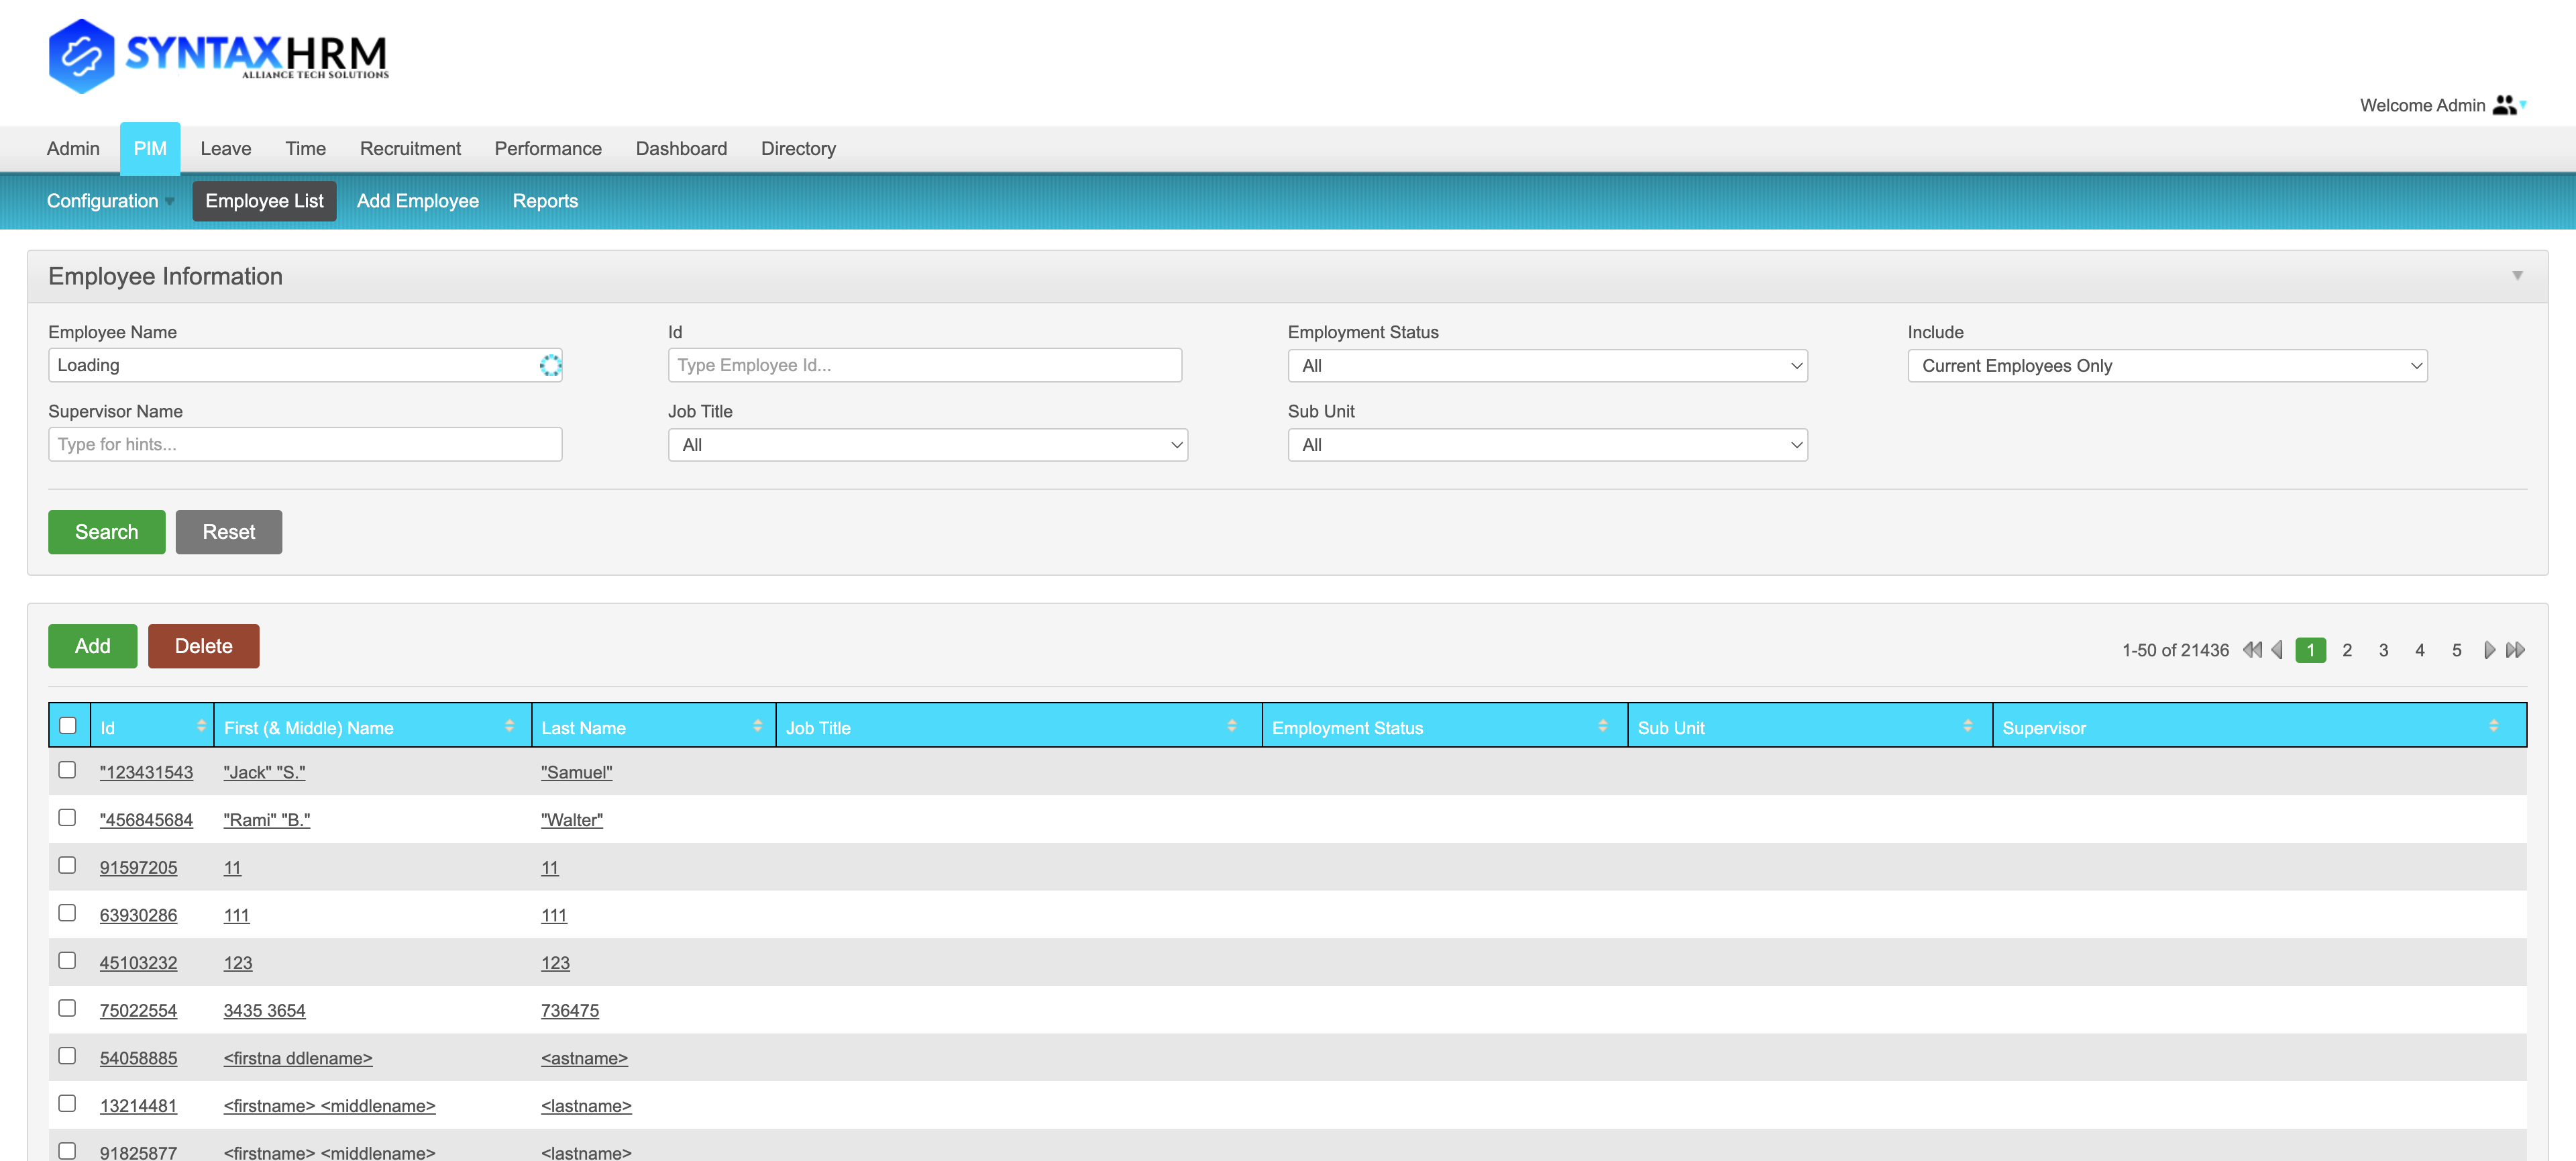 SYNTAXHRM
ALLIANCE TECH SOLUTIONS
Welcome Admin
Admin PIM Leave Time Recruitment Performance Dashboard Directory
Configuration Employee List Add Employee Reports
Employee Information
Employee Name Id Employment Status Include
Loading Type Employee Id... All Current Employees Only
Supervisor Name Job Title Sub Unit
Type for hints... All All
Search Reset
Add Delete 1-50 of 21436 1 2 3 4 5
Id First (& Middle) Name Last Name Job Title Employment Status Sub Unit Supervisor
"123431543 "Jack" "S." "Samuel"
"456845684 "Rami" "B." "Walter"
91597205 11 11
63930286 111 111
45103232 123 123
75022554 3435 3654 736475
54058885 <firstna ddlename> <astname>
13214481 <firstname> <middlename> <lastname>
91825877 <firstname> <middlename> <lastname>